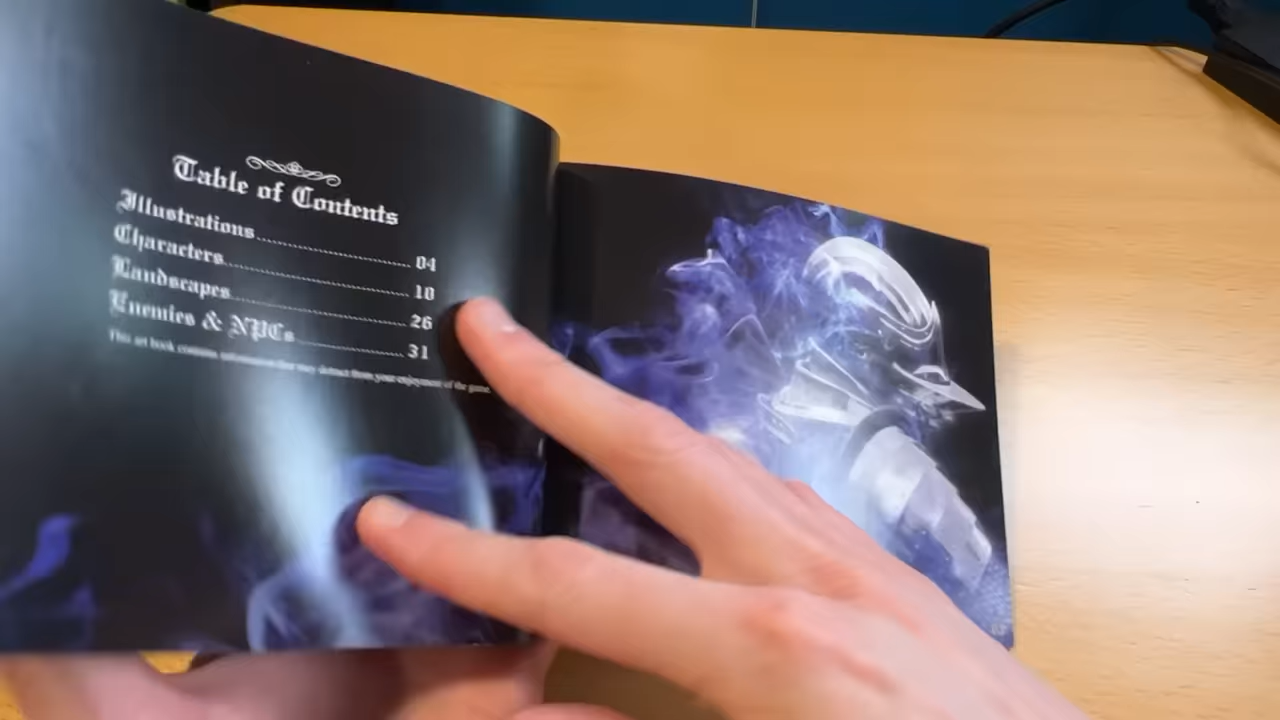 Table of Contents
Illustrations 04
Characters 10
Landscapes 26
Enemies & NPCs 31
This art book contains information that may detract from your enjoyment of the game.